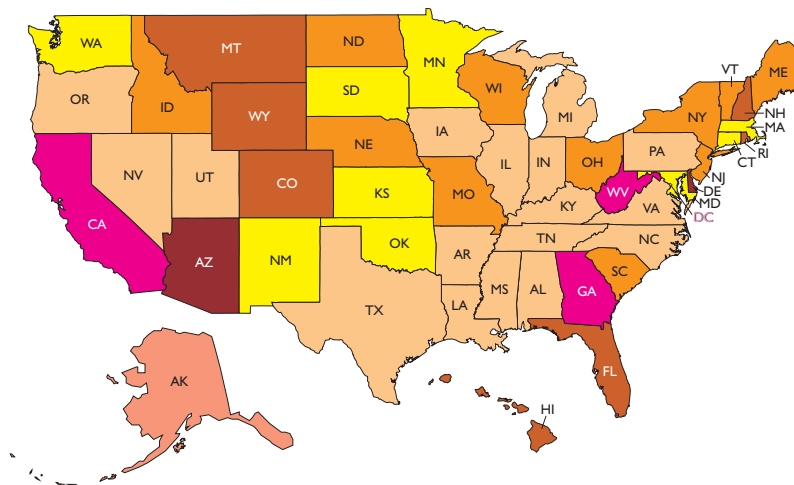 WA
MT
ND
MN
VT
ME
OR
ID
SD
WI
NY
NH
MA
WY
MI
RI
CT
IA
NE
PA
NV
UT
CO
IL
IN
OH
NJ
DE
MD
CA
KS
MO
WV
VA
DC
KY
AZ
NM
OK
TN
NC
AR
SC
TX
MS
AL
GA
LA
FL
AK
HI